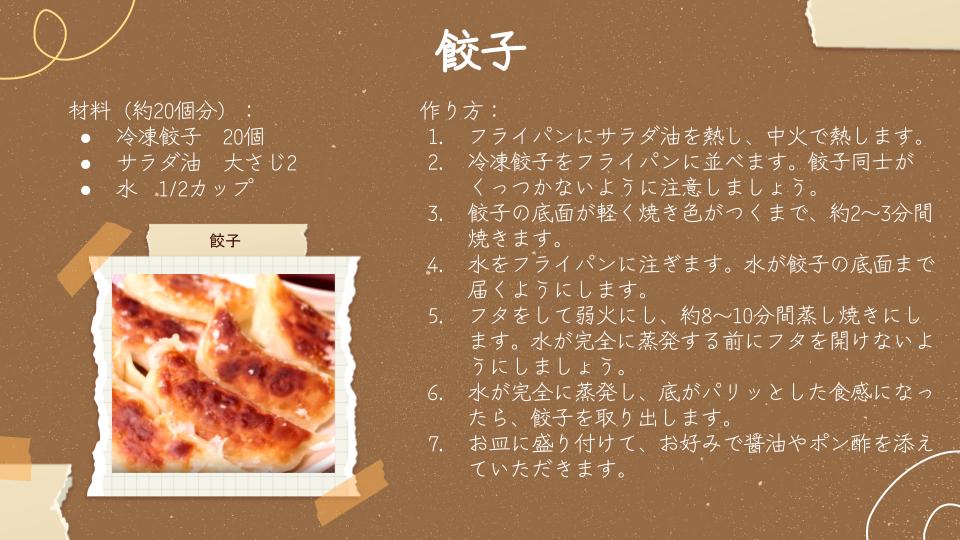 餃子
材料（約20個分）：
● 冷凍餃子　20個
● サラダ油　大さじ2
● 水　1/2カップ
餃子
作り方：
1. フライパンにサラダ油を熱し、中火で熱します。
2. 冷凍餃子をフライパンに並べます。餃子同士が
くっつかないように注意しましょう。
3. 餃子の底面が軽く焼き色がつくまで、約2〜3分間
焼きます。
4. 水をフライパンに注ぎます。水が餃子の底面まで
届くようにします。
5. フタをして弱火にし、約8〜10分間蒸し焼きにし
ます。水が完全に蒸発する前にフタを開けないよ
うにしましょう。
6. 水が完全に蒸発し、底がパリッとした食感になっ
たら、餃子を取り出します。
7. お皿に盛り付けて、お好みで醤油やポン酢を添え
ていただきます。